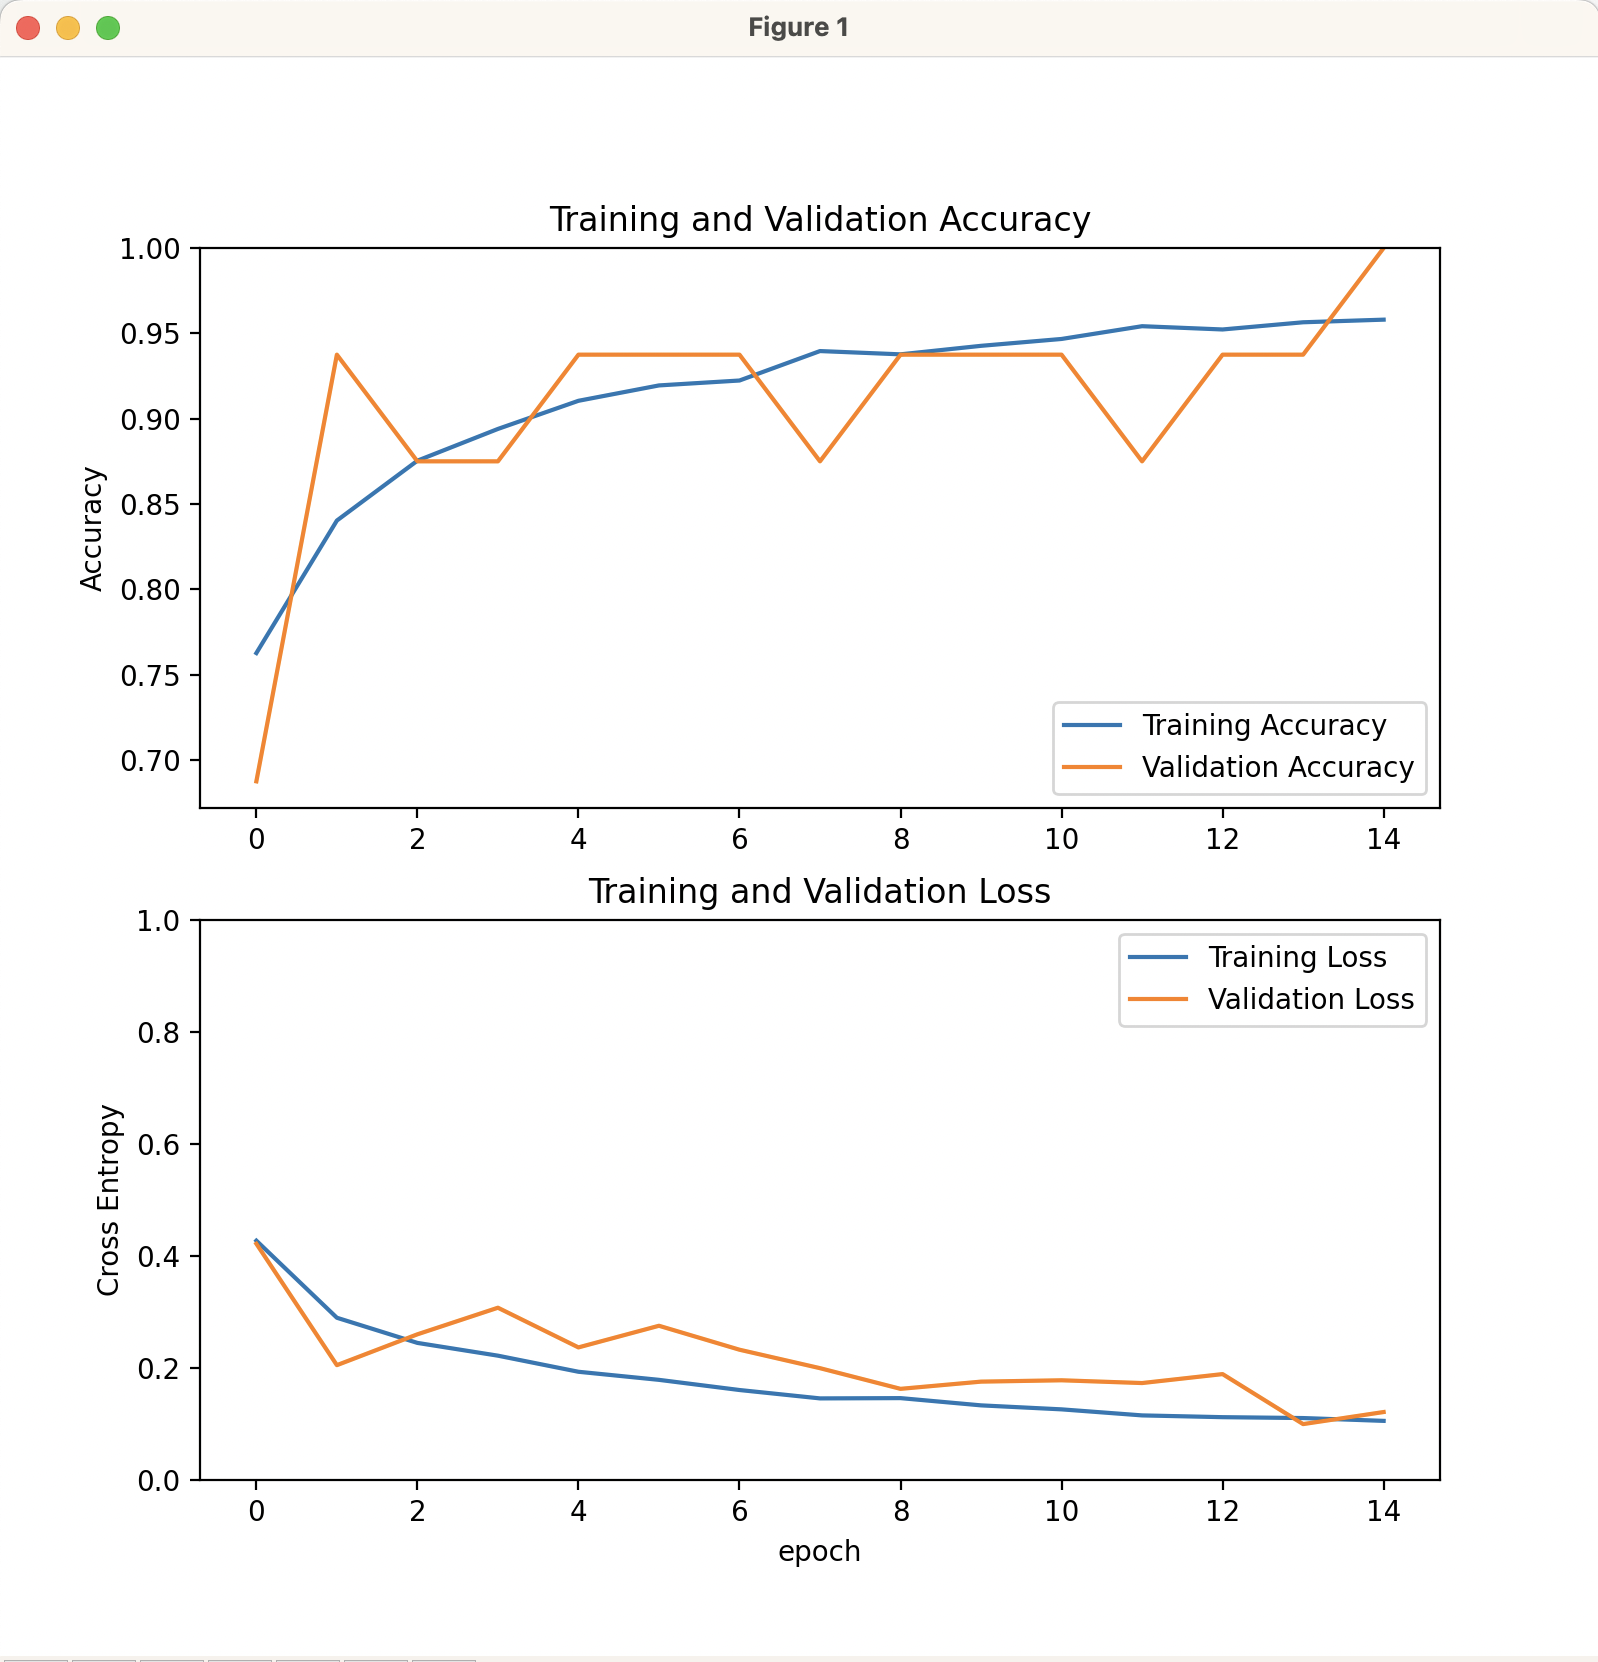 Figure 1
Training and Validation Accuracy
1.00
0.95
0.90
0.85
0.80
0.75
0.70
Accuracy
Training Accuracy
Validation Accuracy
0 2 4 6 8 10 12 14
Training and Validation Loss
1.0
0.8
0.6
0.4
0.2
0.0
Cross Entropy
Training Loss
Validation Loss
0 2 4 6 8 10 12 14
epoch